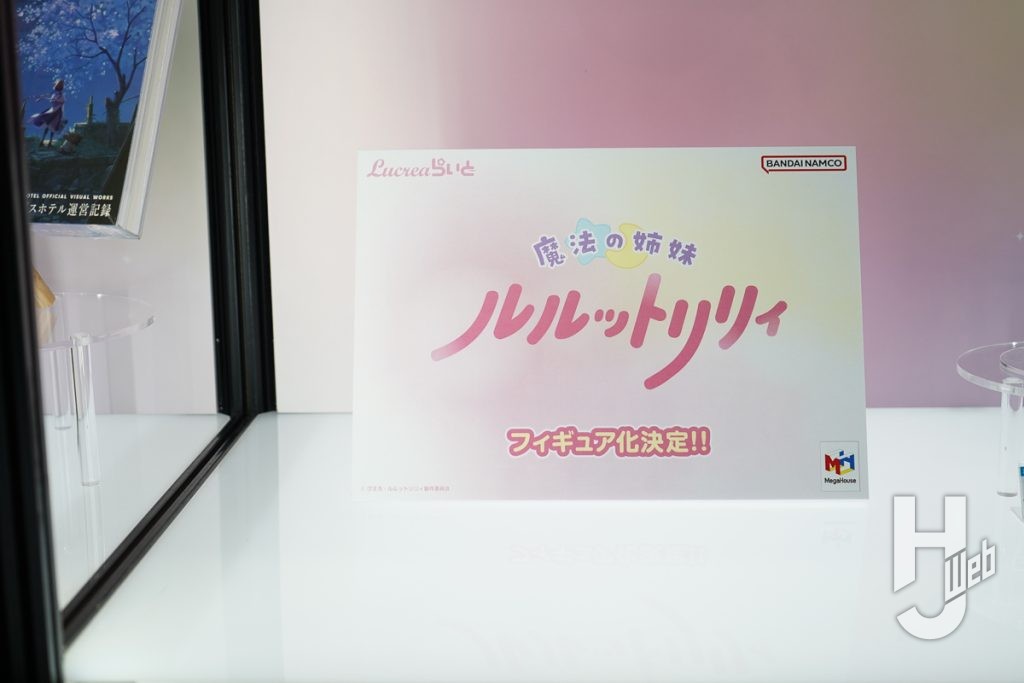 OTEL OFFICIAL VISUAL WORKS
スホテル運営記録
Lucreaらいと
BANDAI NAMCO
魔法の姉妹
ルルットリリィ
フィギュア化決定!!
MegaHouse
HJ Web